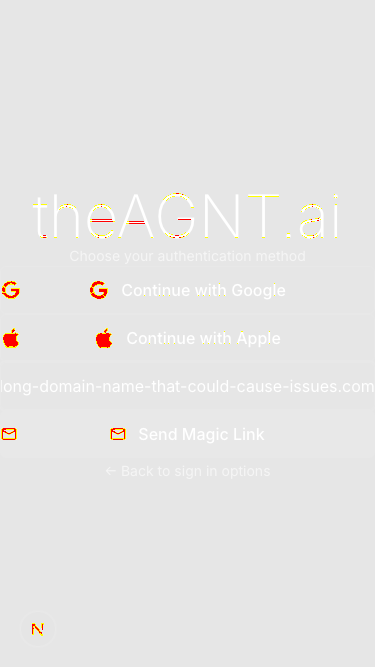 theAGNT.ai
Choose your authentication method
Continue with Google
Continue with Apple
long-domain-name-that-could-cause-issues.com
Send Magic Link
← Back to sign in options
N